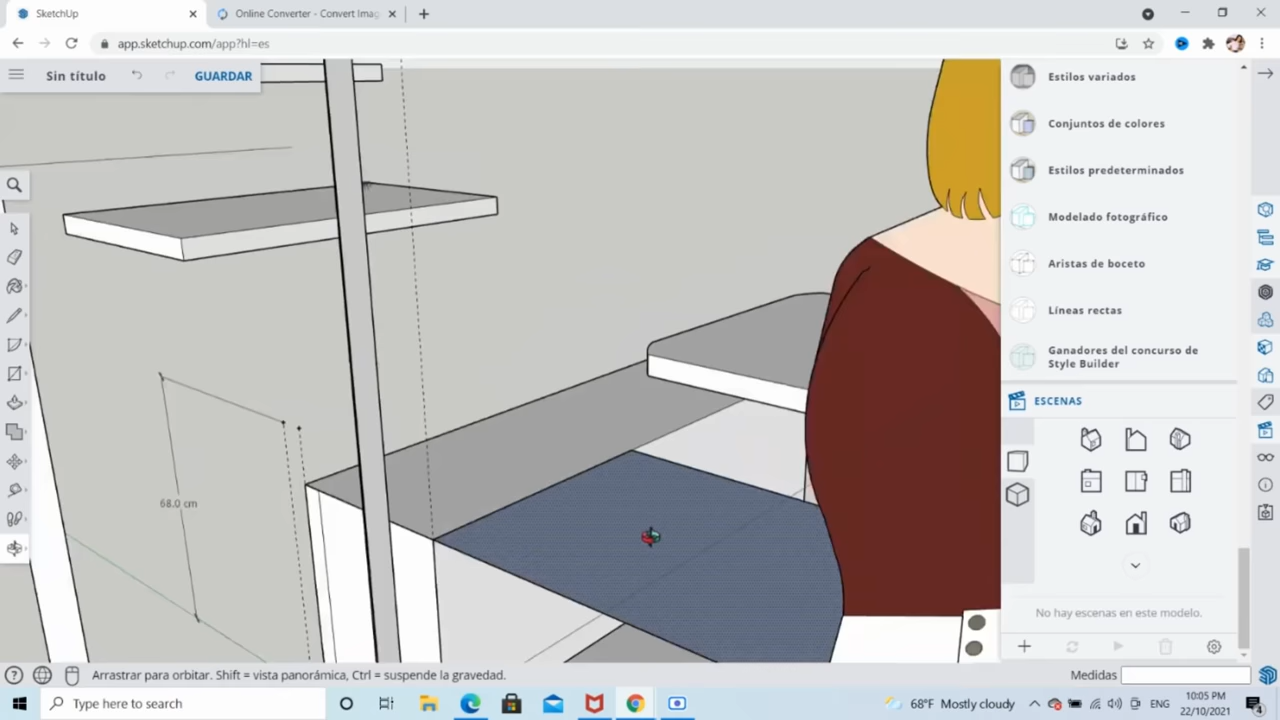 SketchUp
Online Converter - Convert Imag
app.sketchup.com/app?hl=es
Sin título
GUARDAR
Estilos variados
Conjuntos de colores
Estilos predeterminados
Modelado fotográfico
Aristas de boceto
Líneas rectas
Ganadores del concurso de
Style Builder
ESCENAS
68.0 cm
No hay escenas en este modelo.
Arrastrar para orbitar. Shift = vista panorámica, Ctrl = suspende la gravedad.
Medidas
Type here to search
68°F Mostly cloudy
ENG
10:05 PM
22/10/2021
4